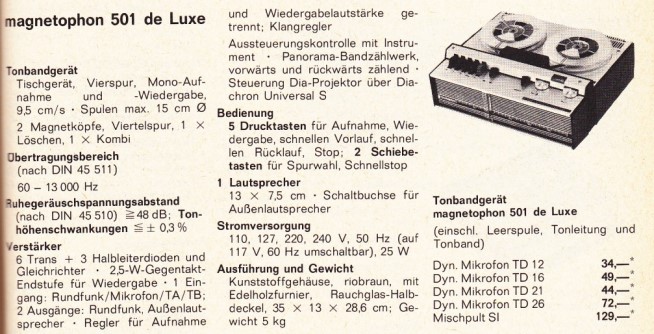 magnetophon 501 de Luxe
Tonbandgerät
Tischgerät, Vierspur, Mono-Auf-
nahme und -Wiedergabe,
9,5 cm/s · Spulen max. 15 cm Ø
2 Magnetköpfe, Viertelspur, 1 ×
Löschen, 1 × Kombi
Übertragungsbereich
(nach DIN 45 511)
60 – 13 000 Hz
Ruhegeräuschspannungsabstand
(nach DIN 45 510) ≧ 48 dB; Ton-
höhenschwankungen ≦ ± 0,3 %
Verstärker
6 Trans + 3 Halbleiterdioden und
Gleichrichter · 2,5-W-Gegentakt-
Endstufe für Wiedergabe · 1 Ein-
gang: Rundfunk/Mikrofon/TA/TB;
2 Ausgänge: Rundfunk, Außenlaut-
sprecher · Regler für Aufnahme
und Wiedergabelautstärke ge-
trennt; Klangregler
Aussteuerungskontrolle mit Instru-
ment · Panorama-Bandzählwerk,
vorwärts und rückwärts zählend ·
Steuerung Dia-Projektor über Dia-
chron Universal S
Bedienung
5 Drucktasten für Aufnahme, Wie-
dergabe, schnellen Vorlauf, schnel-
len Rücklauf, Stop; 2 Schiebe-
tasten für Spurwahl, Schnellstop
1 Lautsprecher
13 × 7,5 cm · Schaltbuchse für
Außenlautsprecher
Stromversorgung
110, 127, 220, 240 V, 50 Hz (auf
117 V, 60 Hz umschaltbar), 25 W
Ausführung und Gewicht
Kunststoffgehäuse, riobraun, mit
Edelholzfurnier, Rauchglas-Halb-
deckel, 35 × 13 × 28,6 cm; Ge-
wicht 5 kg
Tonbandgerät
magnetophon 501 de Luxe
(einschl. Leerspule, Tonleitung und
Tonband)
Dyn. Mikrofon TD 12 34,—*
Dyn. Mikrofon TD 16 49,—*
Dyn. Mikrofon TD 21 44,—*
Dyn. Mikrofon TD 26 72,—*
Mischpult SI 129,—*